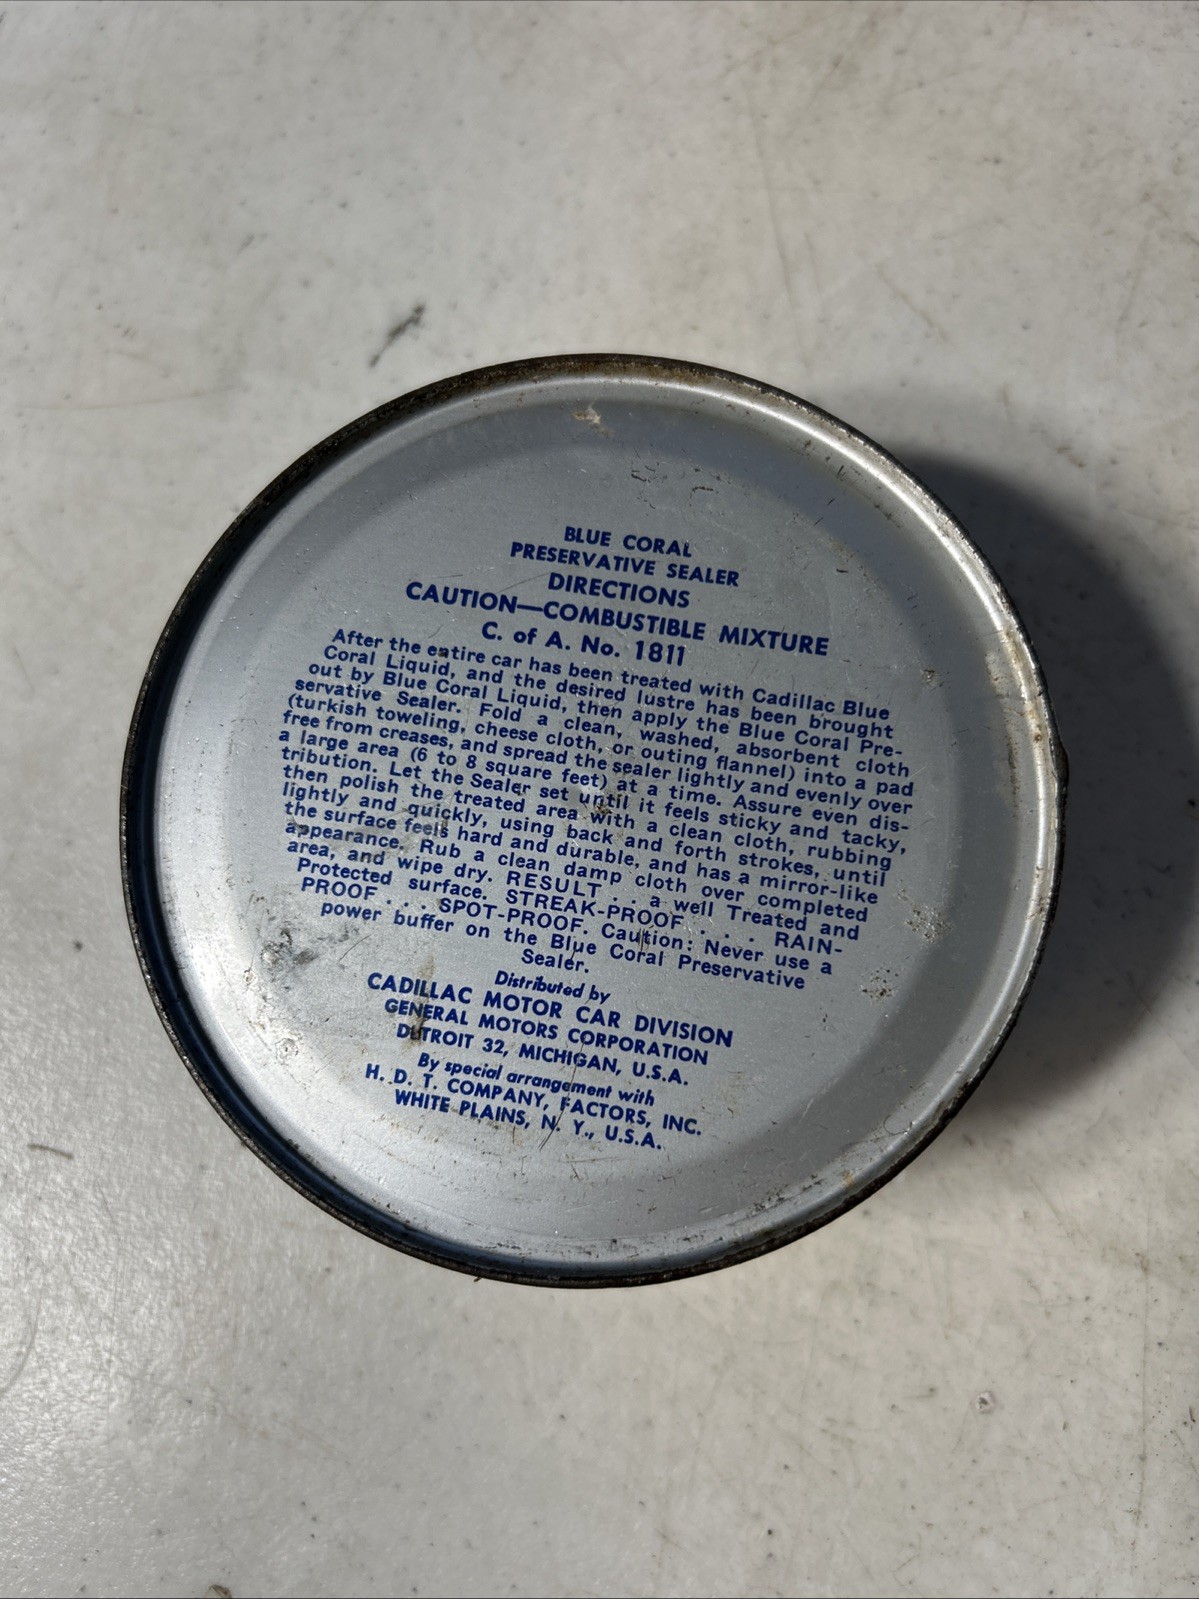 BLUE CORAL
PRESERVATIVE SEALER
DIRECTIONS
CAUTION—COMBUSTIBLE MIXTURE
C. of A. No. 1811
After the entire car has been treated with Cadillac Blue
Coral Liquid, and the desired lustre has been brought
out by Blue Coral Liquid, then apply the Blue Coral Pre-
servative Sealer. Fold a clean, washed, absorbent cloth
(turkish toweling, cheese cloth, or outing flannel) into a pad
free from creases, and spread the sealer lightly and evenly over
a large area (6 to 8 square feet) at a time. Assure even dis-
tribution. Let the Sealer set until it feels sticky and tacky,
then polish the treated area with a clean cloth, rubbing
lightly and quickly, using back and forth strokes, until
the surface feels hard and durable, and has a mirror-like
appearance. Rub a clean damp cloth over completed
area, and wipe dry. RESULT . . a well Treated and
Protected surface. STREAK-PROOF . . . RAIN-
PROOF . . . SPOT-PROOF. Caution: Never use a
power buffer on the Blue Coral Preservative
Sealer.
Distributed by
CADILLAC MOTOR CAR DIVISION
GENERAL MOTORS CORPORATION
DETROIT 32, MICHIGAN, U.S.A.
By special arrangement with
H. D. T. COMPANY, FACTORS, INC.
WHITE PLAINS, N. Y., U.S.A.